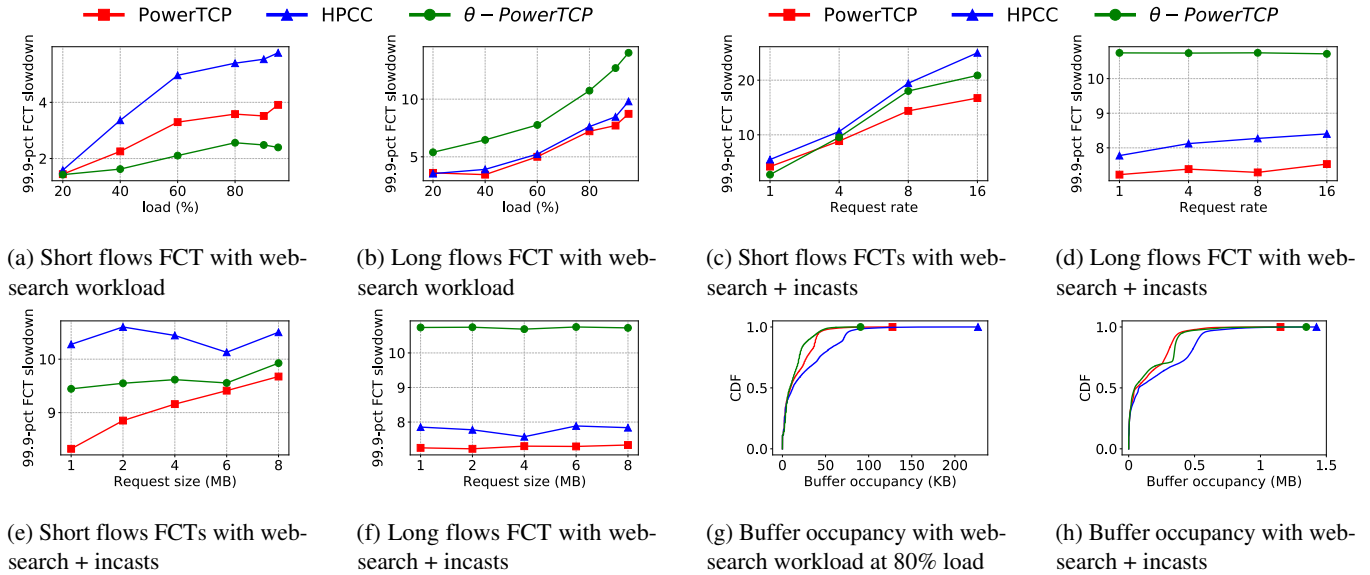 PowerTCP HPCC θ − PowerTCP
PowerTCP HPCC θ − PowerTCP
99.9-pct FCT slowdown
4
2
20 40 60 80
load (%)
(a) Short flows FCT with web-
search workload
99.9-pct FCT slowdown
10
5
20 40 60 80
load (%)
(b) Long flows FCT with web-
search workload
99.9-pct FCT slowdown
20
10
1 4 8 16
Request rate
(c) Short flows FCTs with web-
search + incasts
99.9-pct FCT slowdown
10
9
8
7
1 4 8 16
Request rate
(d) Long flows FCT with web-
search + incasts
99.9-pct FCT slowdown
10
9
1 2 4 6 8
Request size (MB)
(e) Short flows FCTs with web-
search + incasts
99.9-pct FCT slowdown
10
9
8
7
1 2 4 6 8
Request size (MB)
(f) Long flows FCT with web-
search + incasts
CDF
1.0
0.5
0.0
0 50 100 150 200
Buffer occupancy (KB)
(g) Buffer occupancy with web-
search workload at 80% load
CDF
1.0
0.5
0.0
0 0.5 1 1.5
Buffer occupancy (MB)
(h) Buffer occupancy with web-
search + incasts